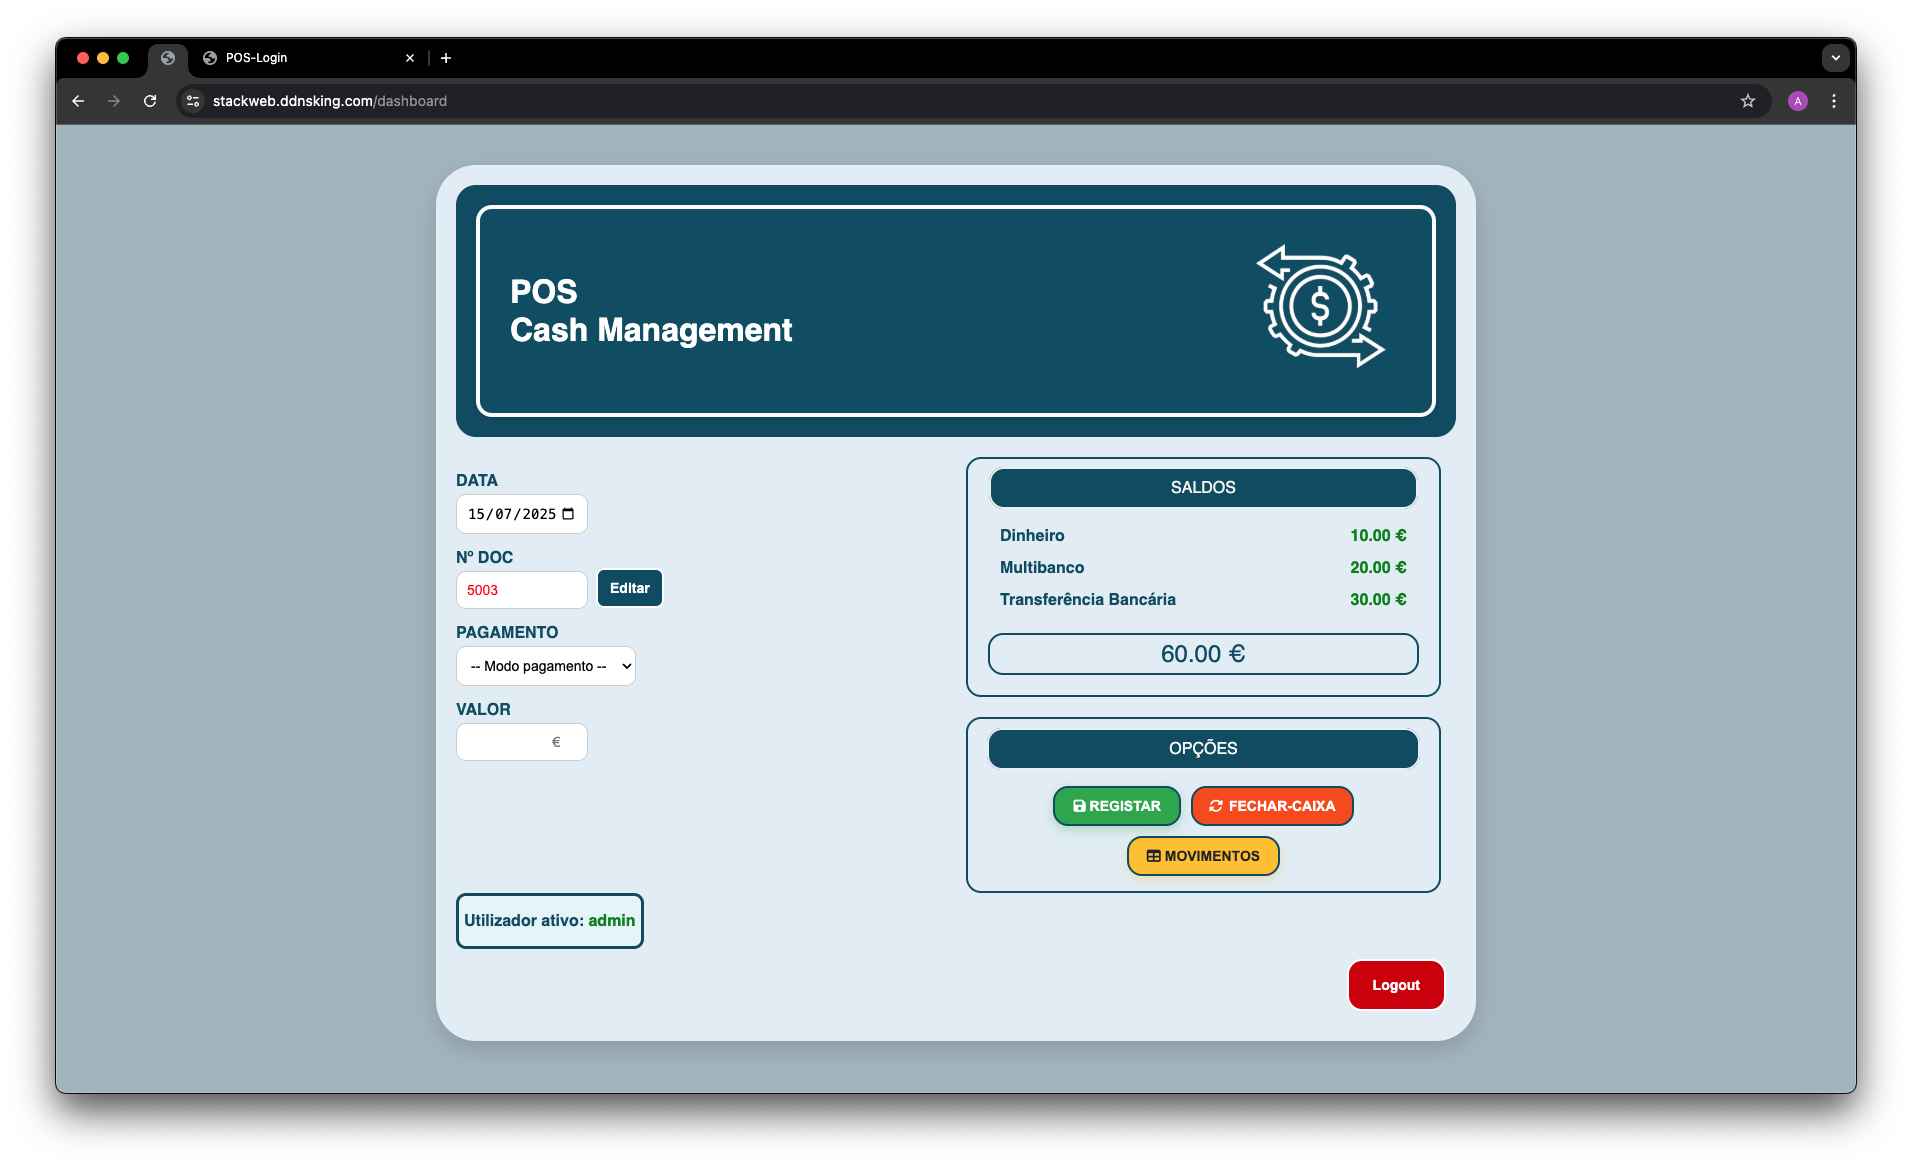 POS-Login
stackweb.ddnsking.com/dashboard
A
POS
Cash Management
$
DATA
15/07/2025
Nº DOC
5003
Editar
PAGAMENTO
-- Modo pagamento --
VALOR
€
Utilizador ativo: admin
SALDOS
Dinheiro 10.00 €
Multibanco 20.00 €
Transferência Bancária 30.00 €
60.00 €
OPÇÕES
REGISTAR
FECHAR-CAIXA
MOVIMENTOS
Logout